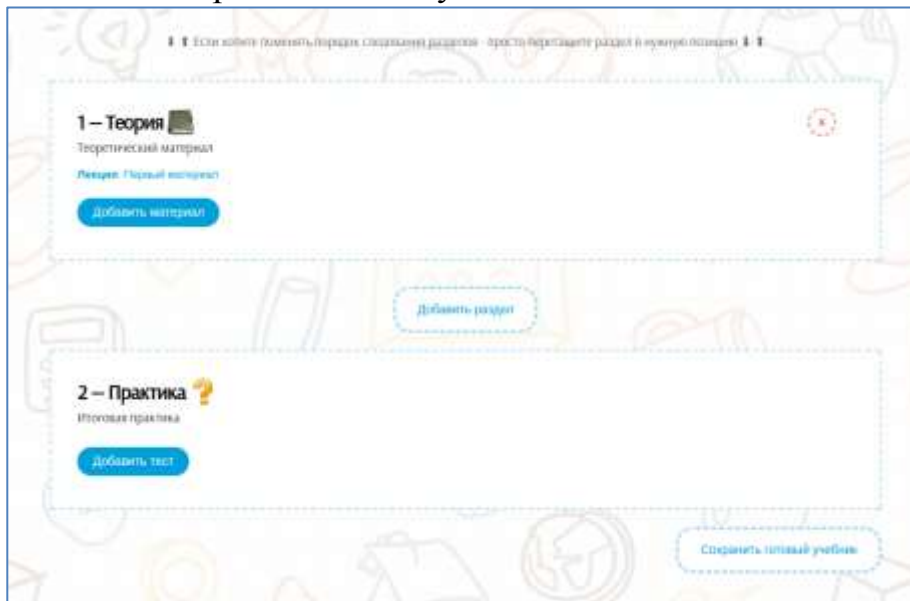 Если хотите поменять порядок следования разделов - просто перетащите раздел в нужную позицию
1 – Теория
x
Теоретический материал
Лекция: Первый материал
Добавить материал
Добавить раздел
2 – Практика
Итоговая практика
Добавить тест
Сохранить готовый учебник